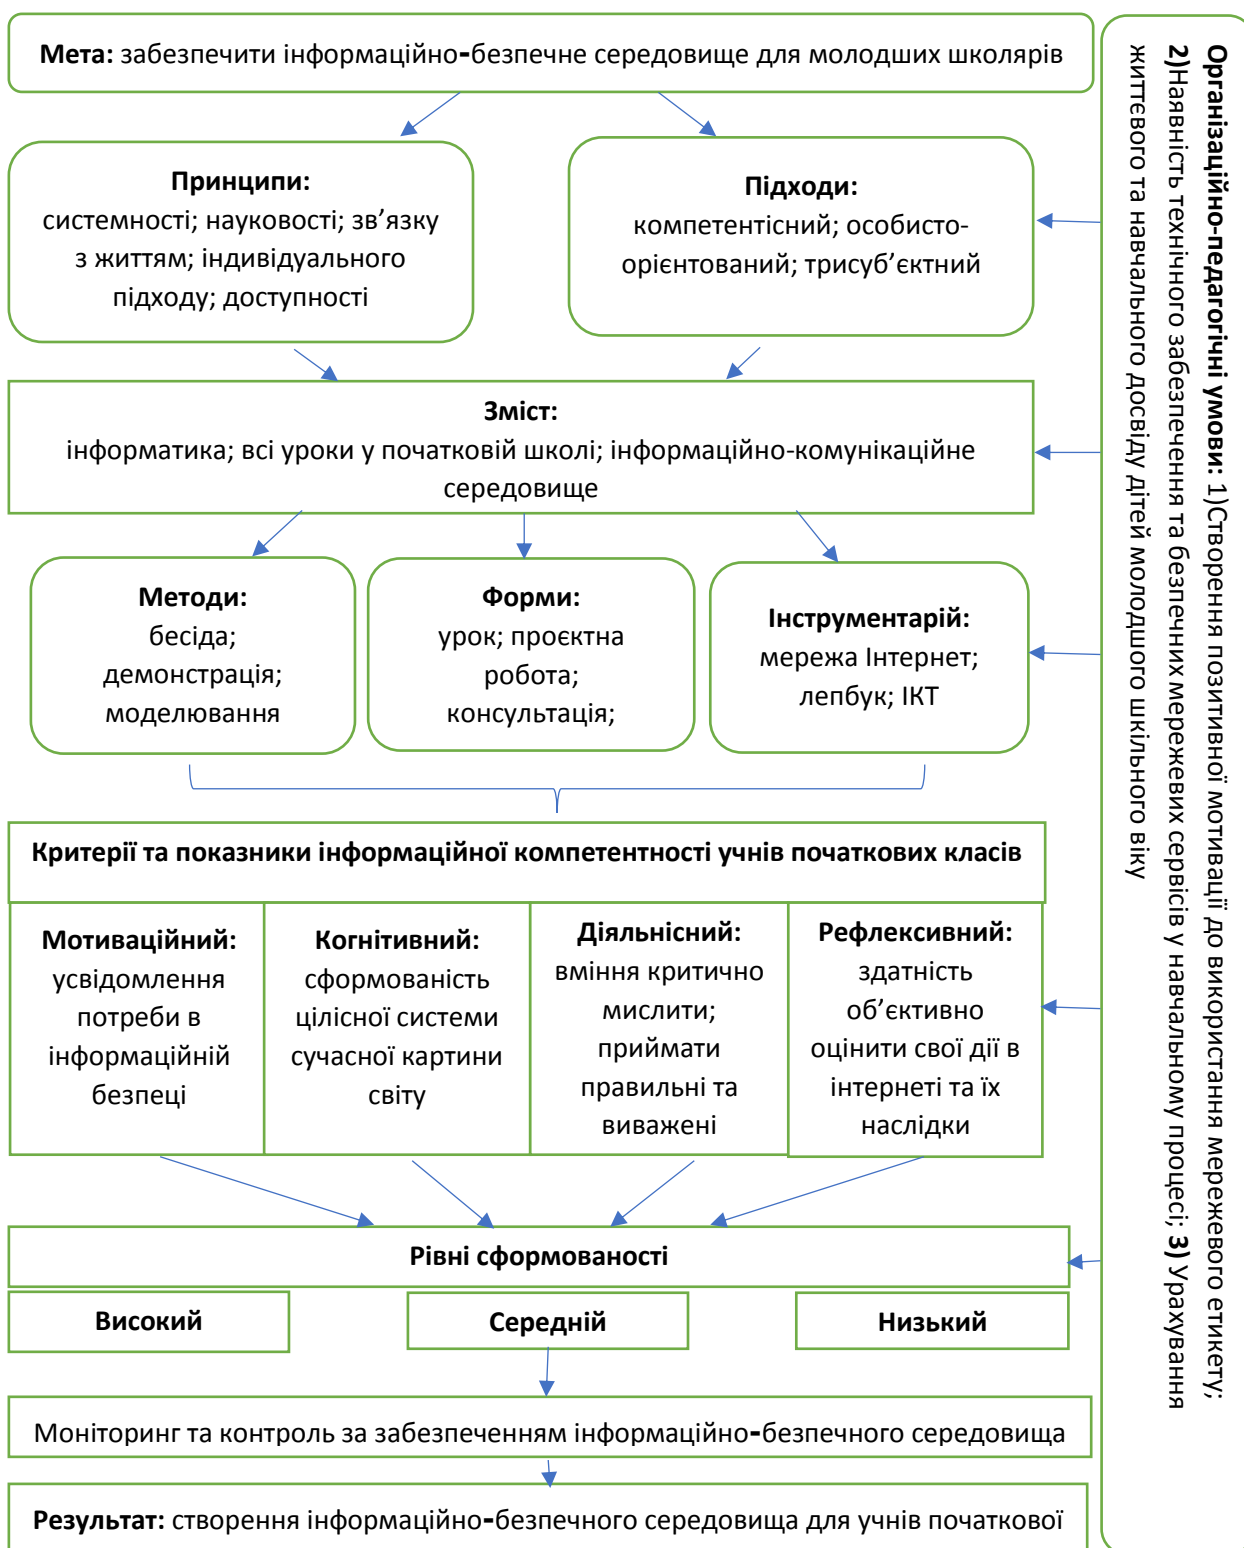 Мета: забезпечити інформаційно-безпечне середовище для молодших школярів
Принципи:
системності; науковості; зв’язку
з життям; індивідуального
підходу; доступності
Підходи:
компетентісний; особисто-
орієнтований; трисуб’єктний
Зміст:
інформатика; всі уроки у початковій школі; інформаційно-комунікаційне
середовище
Методи:
бесіда;
демонстрація;
моделювання
Форми:
урок; проєктна
робота;
консультація;
Інструментарій:
мережа Інтернет;
лепбук; ІКТ
Критерії та показники інформаційної компетентності учнів початкових класів
Мотиваційний:
усвідомлення
потреби в
інформаційній
безпеці
Когнітивний:
сформованість
цілісної системи
сучасної картини
світу
Діяльнісний:
вміння критично
мислити;
приймати
правильні та
виважені
Рефлексивний:
здатність
об’єктивно
оцінити свої дії в
інтернеті та їх
наслідки
Рівні сформованості
Високий
Середній
Низький
Моніторинг та контроль за забезпеченням інформаційно-безпечного середовища
Результат: створення інформаційно-безпечного середовища для учнів початкової
Організаційно-педагогічні умови: 1)Створення позитивної мотивації до використання мережевого етикету;
2)Наявність технічного забезпечення та безпечних мережевих сервісів у навчальному процесі; 3) Урахування
життєвого та навчального досвіду дітей молодшого шкільного віку